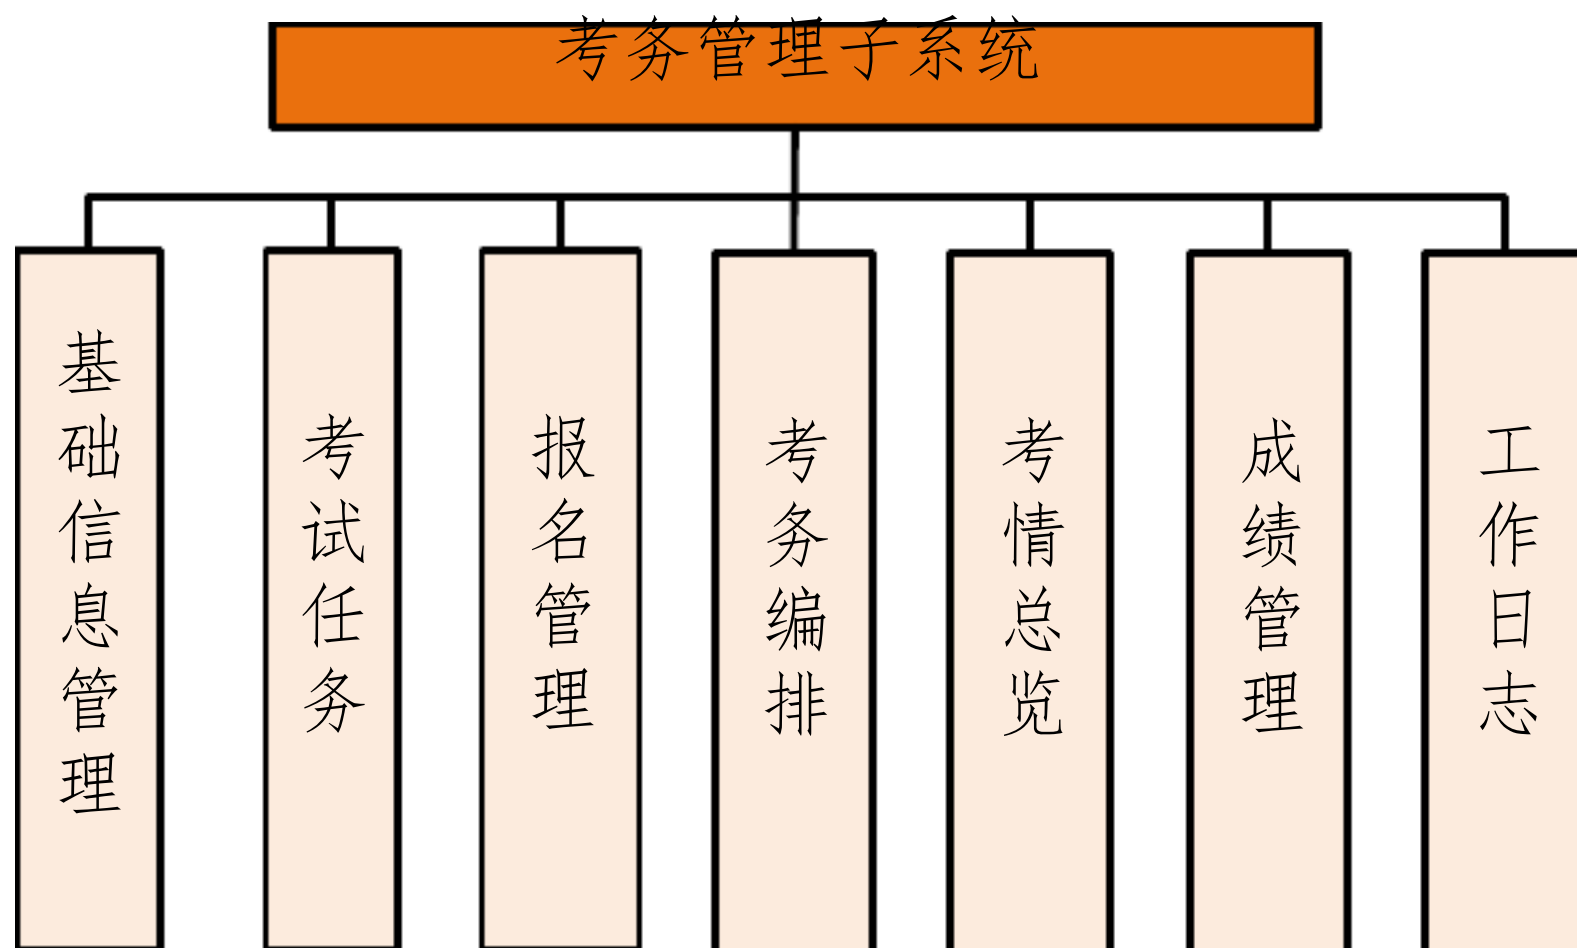 考务管理子系统
基础信息管理
考试任务
报名管理
考务编排
考情总览
成绩管理
工作日志